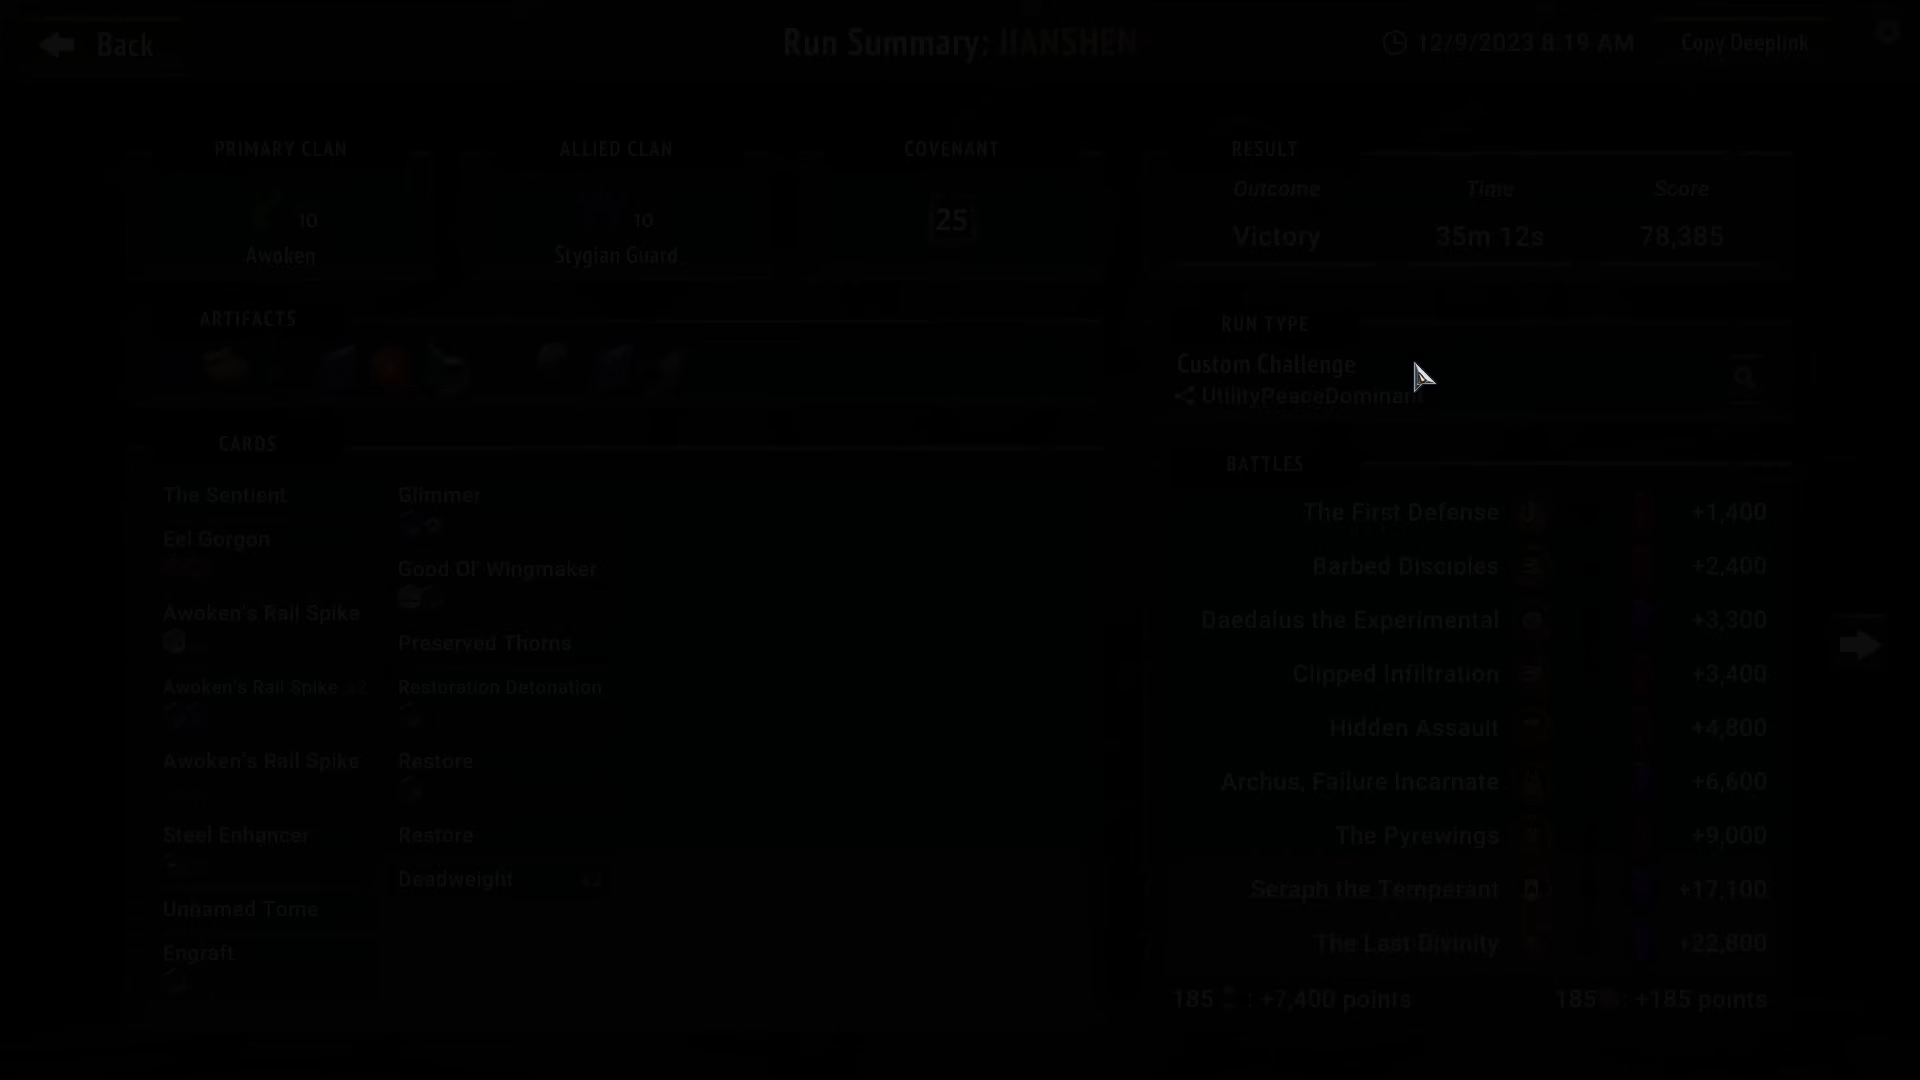 Back
Run Summary: JIANSHEN
12/9/2023 8:19 AM
Copy Deeplink
PRIMARY CLAN
ALLIED CLAN
COVENANT
10
Awoken
10
Stygian Guard
25
RESULT
Outcome Time Score
Victory 35m 12s 78,385
ARTIFACTS
RUN TYPE
Custom Challenge
UtilityPeaceDominant
CARDS
The Sentient
Eel Gorgon
Awoken's Rail Spike
Awoken's Rail Spike x2
Awoken's Rail Spike
Steel Enhancer
Unnamed Tome
Engraft
Glimmer
Good Ol' Wingmaker
Preserved Thorns
Restoration Detonation
Restore
Restore
Deadweight
BATTLES
The First Defense +1,400
Barbed Disciples +2,400
Daedalus the Experimental +3,300
Clipped Infiltration +3,400
Hidden Assault +4,800
Archus, Failure Incarnate +6,600
The Pyrewings +9,000
Seraph the Temperant +17,100
The Last Divinity +22,800
185 : +7,400 points
185 : +185 points